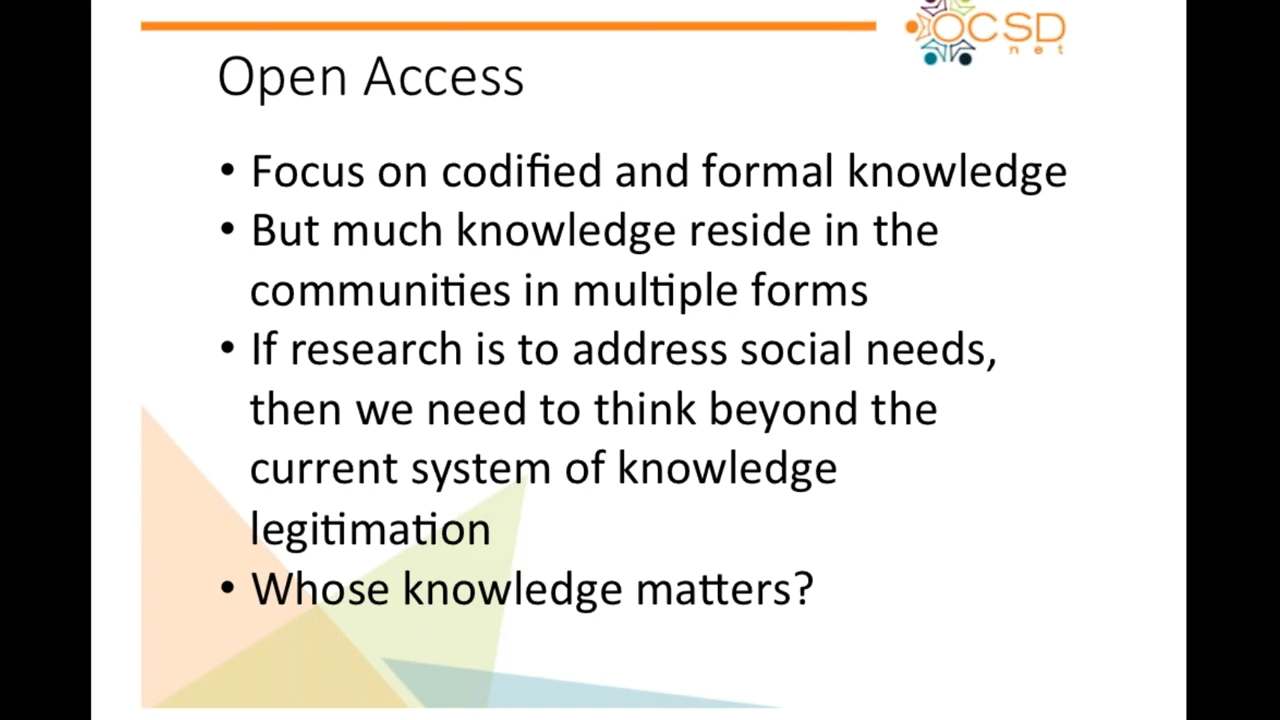 OCSD
net
Open Access
• Focus on codified and formal knowledge
• But much knowledge reside in the
communities in multiple forms
• If research is to address social needs,
then we need to think beyond the
current system of knowledge
legitimation
• Whose knowledge matters?